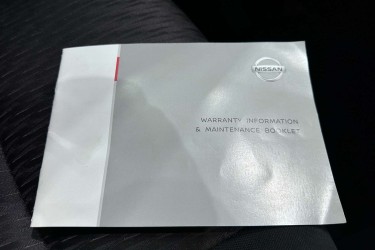 NISSAN
WARRANTY INFORMATION
& MAINTENANCE BOOKLET